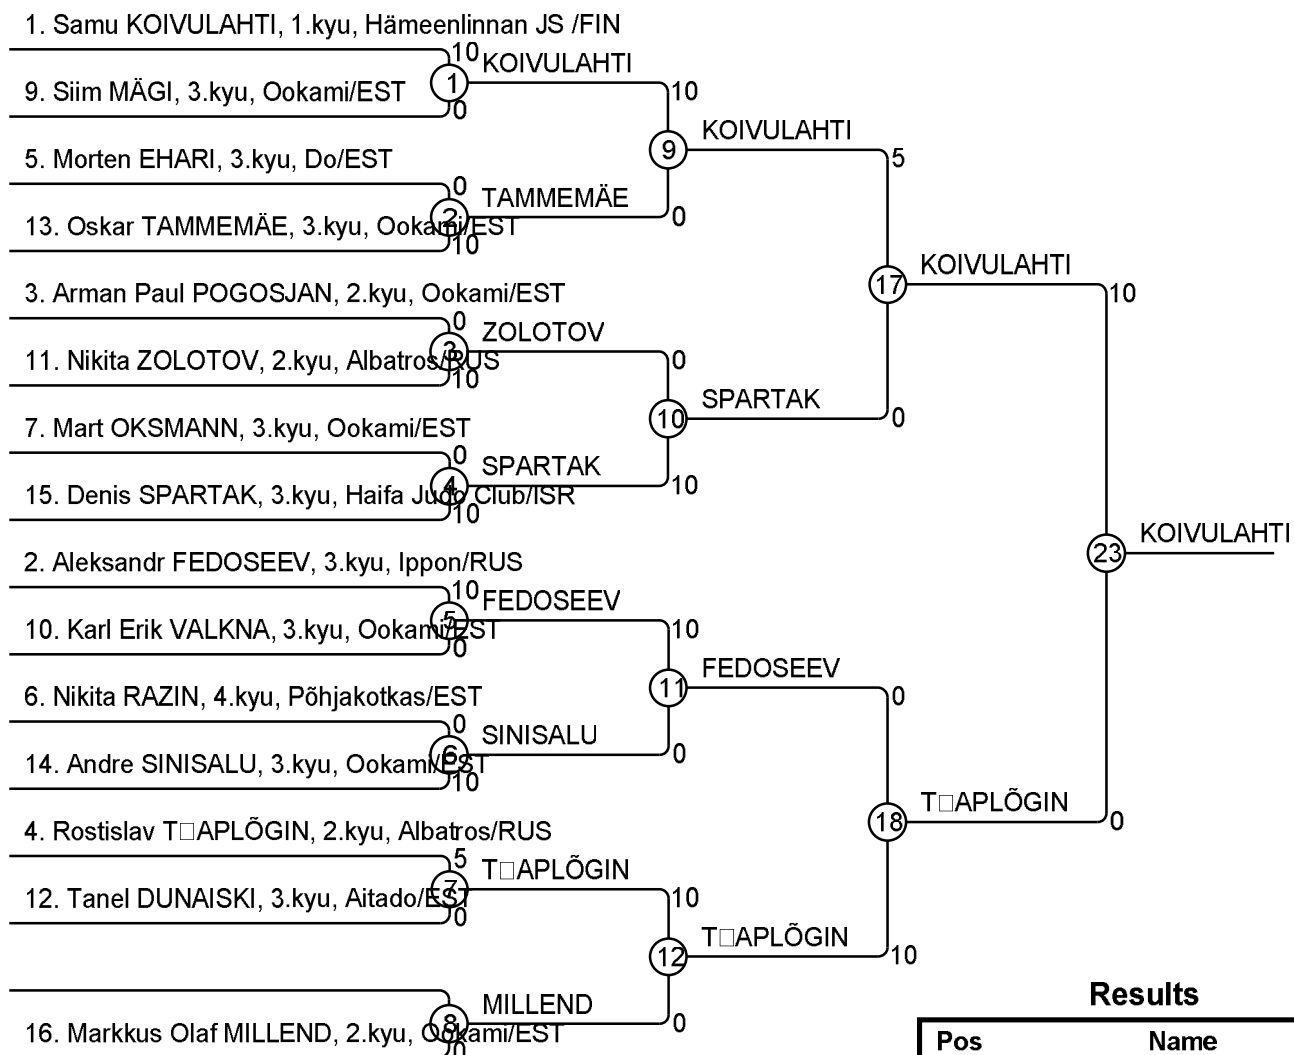 1. Samu KOIVULAHTI, 1.kyu, Hämeenlinnan JS /FIN
10
1
KOIVULAHTI
9. Siim MÄGI, 3.kyu, Ookami/EST
0
10
9
KOIVULAHTI
5. Morten EHARI, 3.kyu, Do/EST
0
2
TAMMEMÄE
0
13. Oskar TAMMEMÄE, 3.kyu, Ookami/EST
10
5
17
KOIVULAHTI
3. Arman Paul POGOSJAN, 2.kyu, Ookami/EST
0
3
ZOLOTOV
0
11. Nikita ZOLOTOV, 2.kyu, Albatros/RUS
10
10
SPARTAK
0
7. Mart OKSMANN, 3.kyu, Ookami/EST
0
4
SPARTAK
10
15. Denis SPARTAK, 3.kyu, Haifa Judo Club/ISR
10
10
23
KOIVULAHTI
2. Aleksandr FEDOSEEV, 3.kyu, Ippon/RUS
10
5
FEDOSEEV
10
10. Karl Erik VALKNA, 3.kyu, Ookami/EST
0
11
FEDOSEEV
0
6. Nikita RAZIN, 4.kyu, Põhjakotkas/EST
0
6
SINISALU
0
14. Andre SINISALU, 3.kyu, Ookami/EST
10
18
T□APLÕGIN
0
4. Rostislav T□APLÕGIN, 2.kyu, Albatros/RUS
5
7
T□APLÕGIN
10
12. Tanel DUNAISKI, 3.kyu, Aitado/EST
0
12
T□APLÕGIN
10
8
MILLEND
0
16. Markkus Olaf MILLEND, 2.kyu, Ookami/EST
0
Results
Pos Name